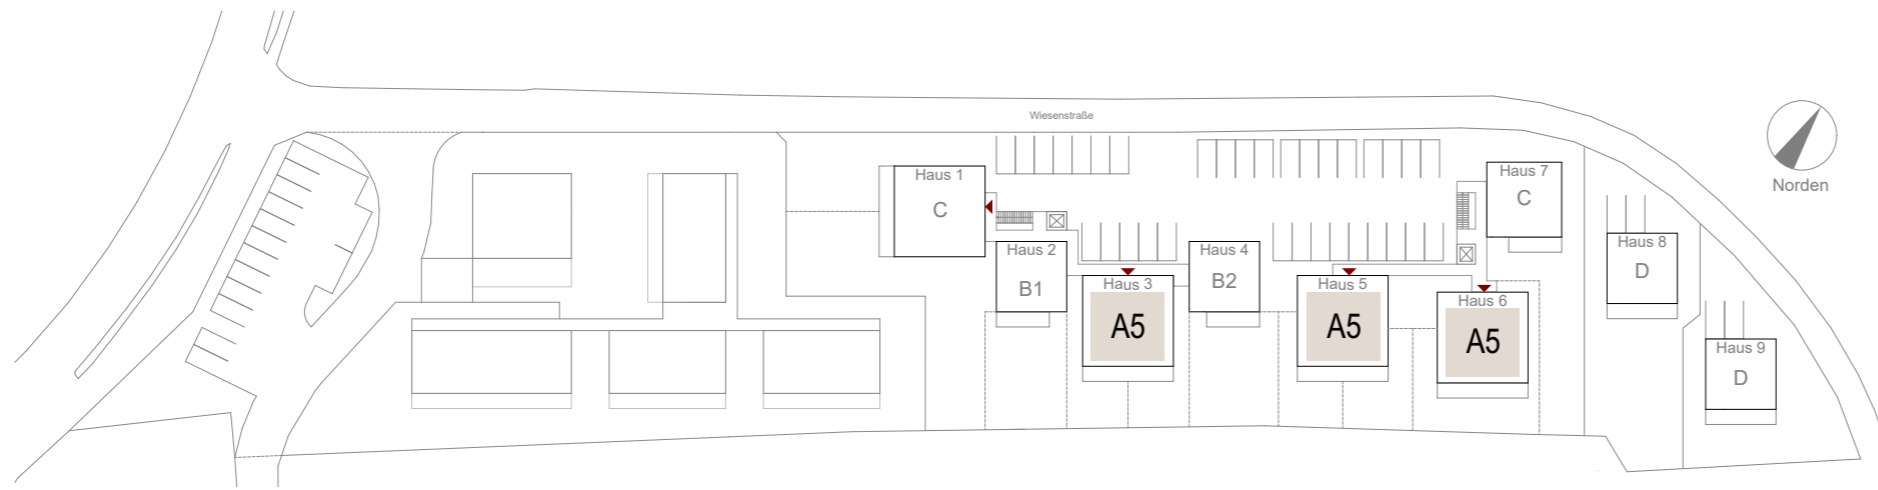 Wiesenstraße
Norden
Haus 1
C
Haus 2
B1
Haus 3
A5
Haus 4
B2
Haus 5
A5
Haus 6
A5
Haus 7
C
Haus 8
D
Haus 9
D